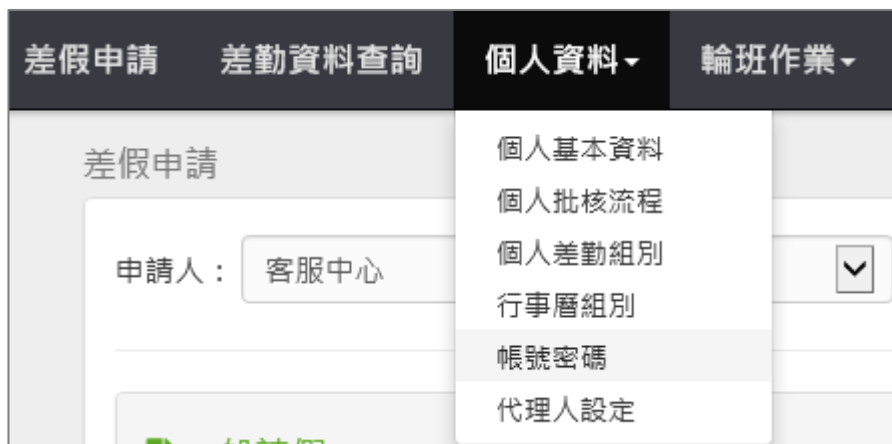 差假申請 差勤資料查詢 個人資料 輪班作業
差假申請
個人基本資料
個人批核流程
個人差勤組別
行事曆組別
帳號密碼
代理人設定
申請人： 客服中心